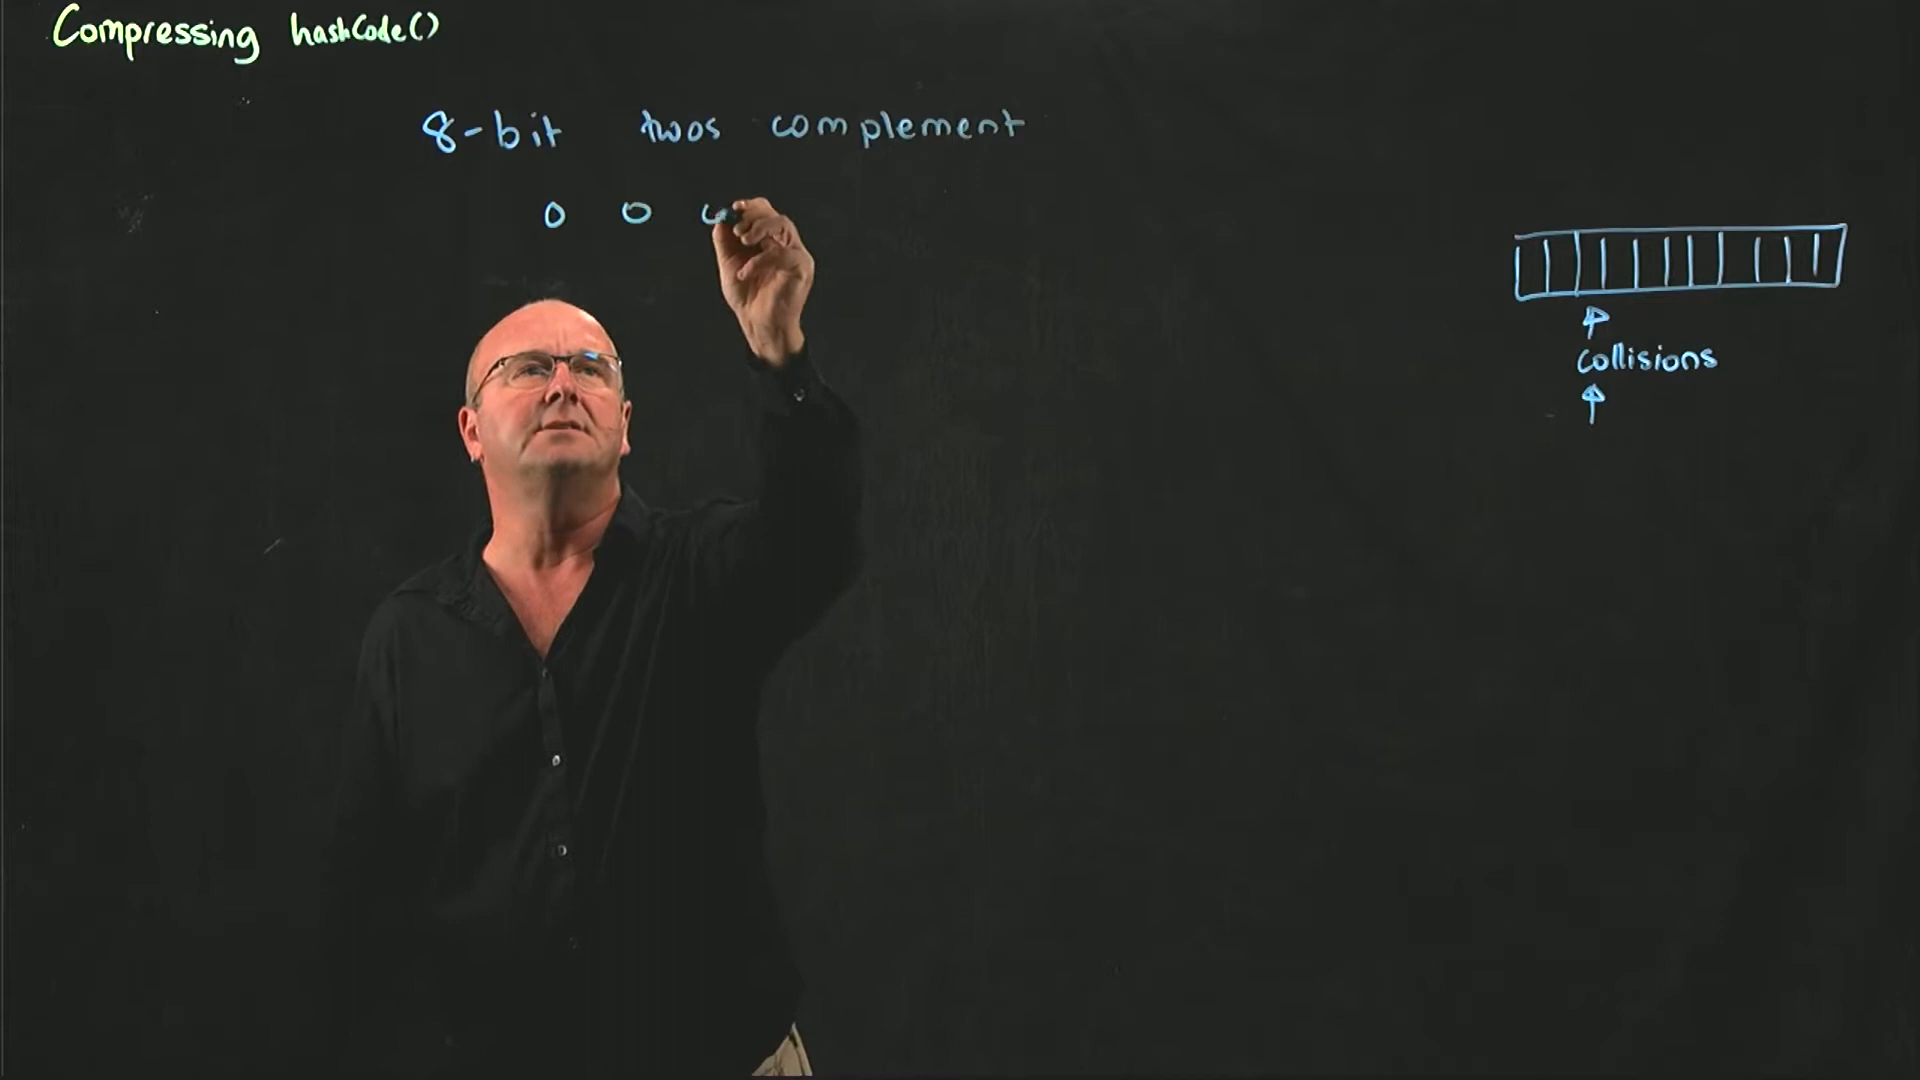 Compressing hashCode()
8-bit twos complement
0 0
collisions